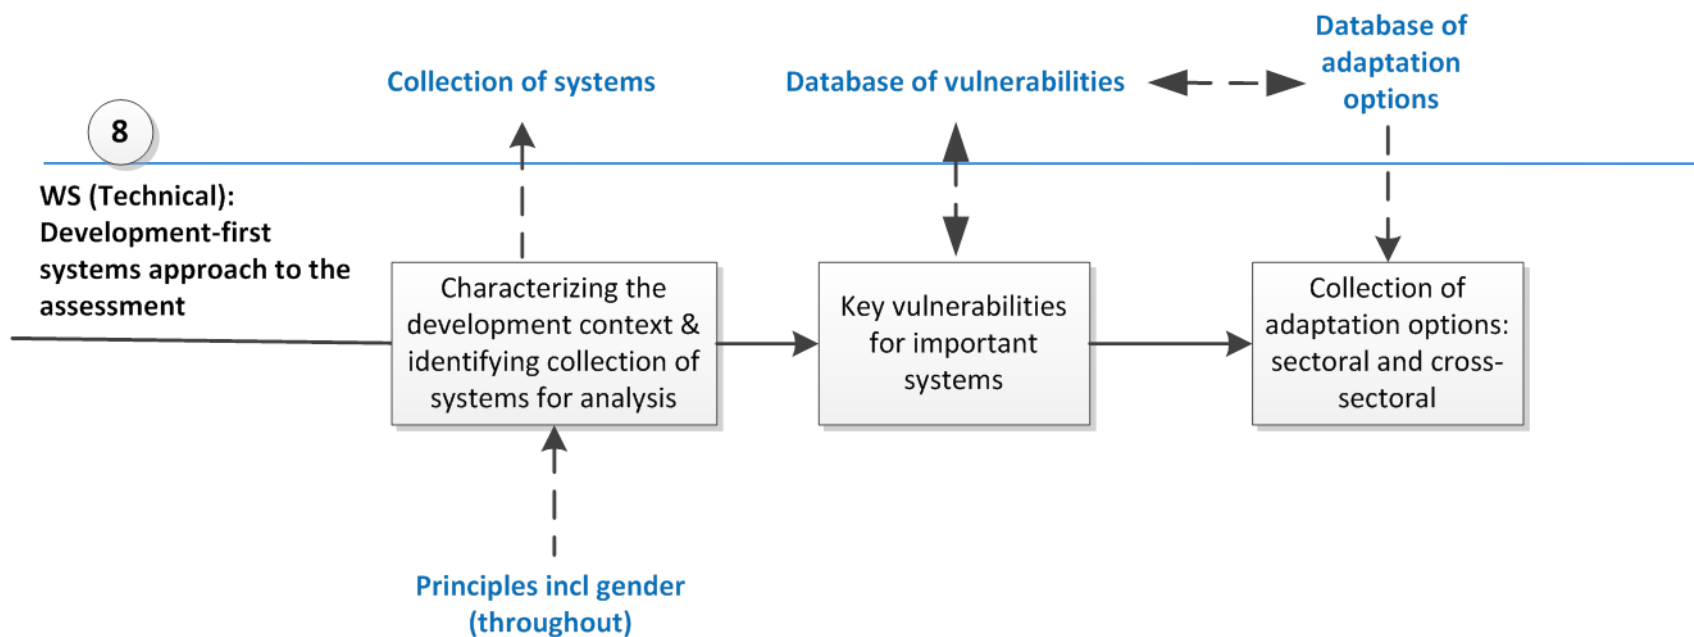 Collection of systems
Database of vulnerabilities
Database of
adaptation
options
8
WS (Technical):
Development-first
systems approach to the
assessment
Characterizing the
development context &
identifying collection of
systems for analysis
Key vulnerabilities
for important
systems
Collection of
adaptation options:
sectoral and cross-
sectoral
Principles incl gender
(throughout)